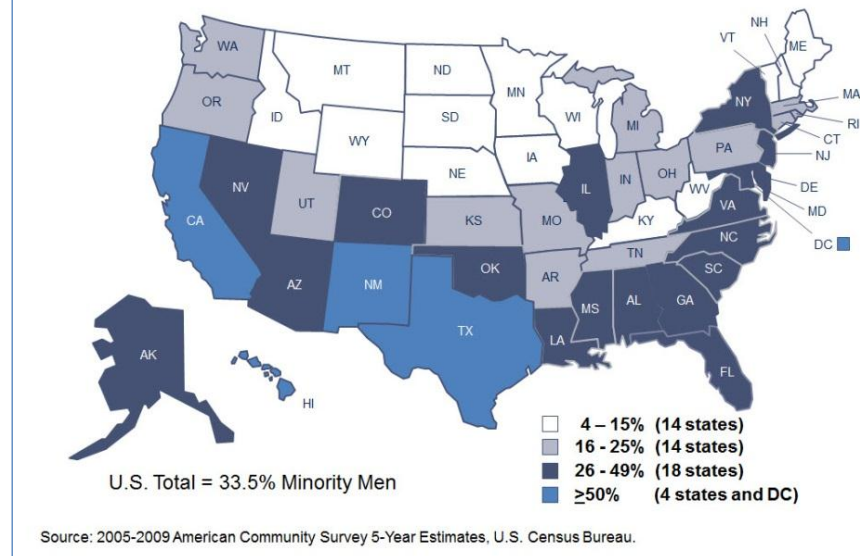 WA
MT
ND
MN
VT
NH
ME
OR
ID
SD
WI
NY
MA
WY
MI
RI
CT
IA
PA
NJ
NE
NV
IL
IN
OH
DE
UT
CO
WV
VA
MD
CA
KS
MO
KY
DC
NC
TN
AZ
NM
OK
AR
SC
MS
AL
GA
TX
LA
AK
FL
HI
4 – 15% (14 states)
16 - 25% (14 states)
26 - 49% (18 states)
≥50% (4 states and DC)
U.S. Total = 33.5% Minority Men
Source: 2005-2009 American Community Survey 5-Year Estimates, U.S. Census Bureau.